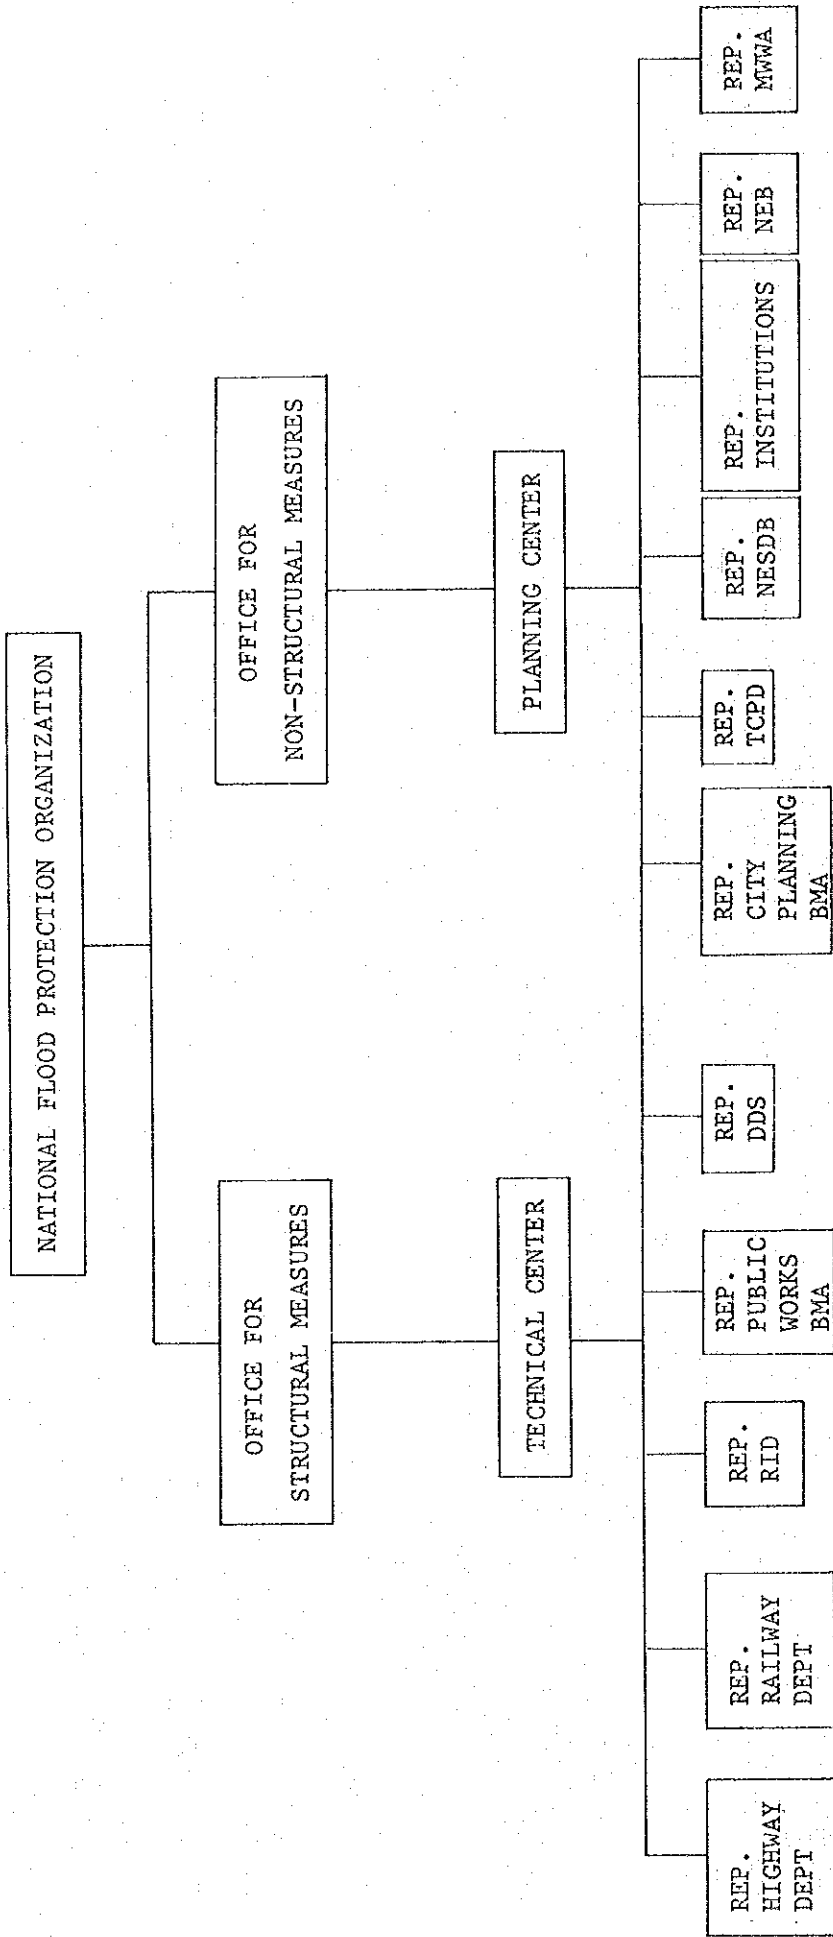 NATIONAL FLOOD PROTECTION ORGANIZATION
OFFICE FOR
STRUCTURAL MEASURES
OFFICE FOR
NON-STRUCTURAL MEASURES
TECHNICAL CENTER
PLANNING CENTER
REP.
HIGHWAY
DEPT
REP.
RAILWAY
DEPT
REP.
RID
REP.
PUBLIC
WORKS
BMA
REP.
DDS
REP.
CITY
PLANNING
BMA
REP.
TCPD
REP.
NESDB
REP.
INSTITUTIONS
REP.
NEB
REP.
MWWA